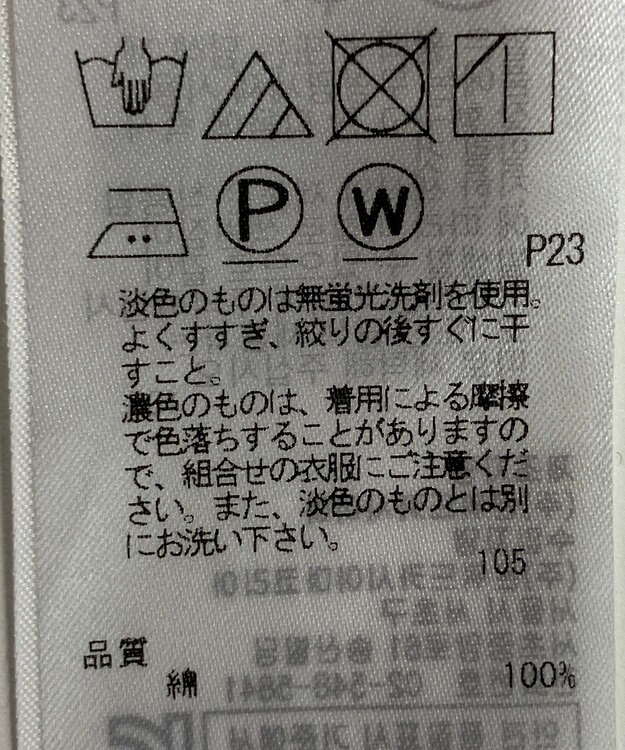 P W
P23
淡色のものは無蛍光洗剤を使用。
よくすすぎ、絞りの後すぐに干
すこと。
濃色のものは、着用による摩擦
で色落ちすることがありますの
で、組合せの衣服にご注意くだ
さい。また、淡色のものとは別
にお洗い下さい。
105
品質
綿 100%